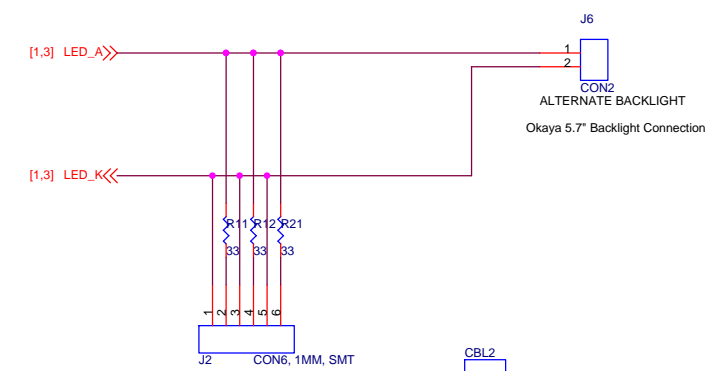 J6
[1,3] LED_A
1
2
CON2
ALTERNATE BACKLIGHT
Okaya 5.7" Backlight Connection
[1,3] LED_K
R11 R12 R21
33 33 33
1 2 3 4 5 6
J2 CON6, 1MM, SMT
CBL2